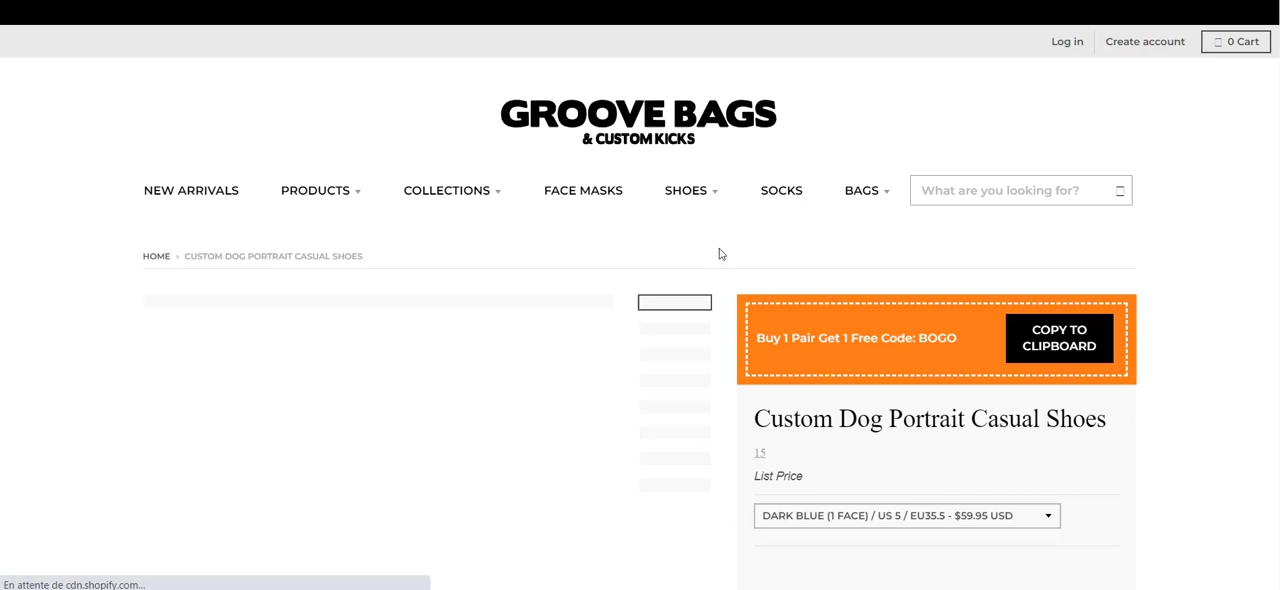 Log in
Create account
0 Cart
GROOVE BAGS
& CUSTOM KICKS
NEW ARRIVALS
PRODUCTS
COLLECTIONS
FACE MASKS
SHOES
SOCKS
BAGS
What are you looking for?
HOME › CUSTOM DOG PORTRAIT CASUAL SHOES
Buy 1 Pair Get 1 Free Code: BOGO
COPY TO
CLIPBOARD
Custom Dog Portrait Casual Shoes
15
List Price
DARK BLUE (1 FACE) / US 5 / EU35.5 - $59.95 USD
En attente de cdn.shopify.com...